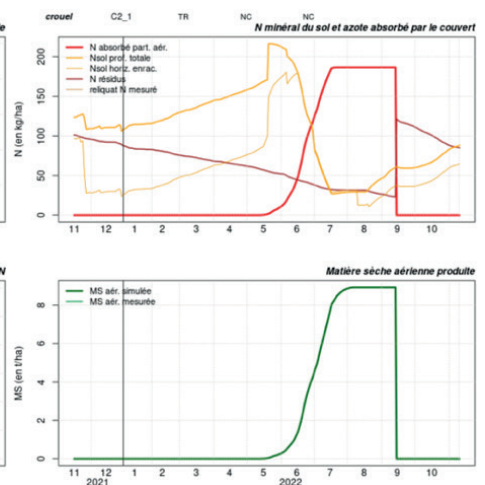 crouel C2_1 TR NC NC
e N minéral du sol et azote absorbé par le couvert
N absorbé part. aér.
Nsol prof. totale
Nsol horiz. enrac.
N résidus
reliquat N mesuré
N (en kg/ha)
200
150
100
50
0
11 12 1 2 3 4 5 6 7 8 9 10
N Matière sèche aérienne produite
MS aér. simulée
MS aér. mesurée
MS (en t/ha)
8
6
4
2
0
11 12 1 2 3 4 5 6 7 8 9 10
2021 2022